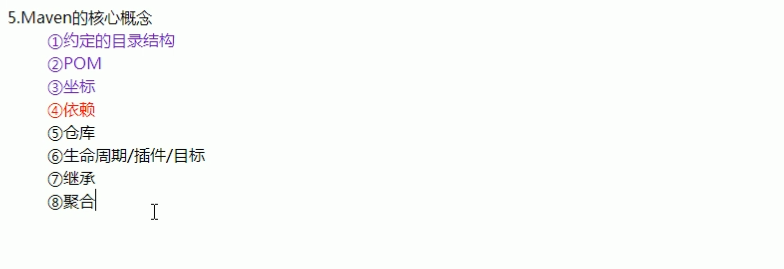 5.Maven的核心概念
①约定的目录结构
②POM
③坐标
④依赖
⑤仓库
⑥生命周期/插件/目标
⑦继承
⑧聚合